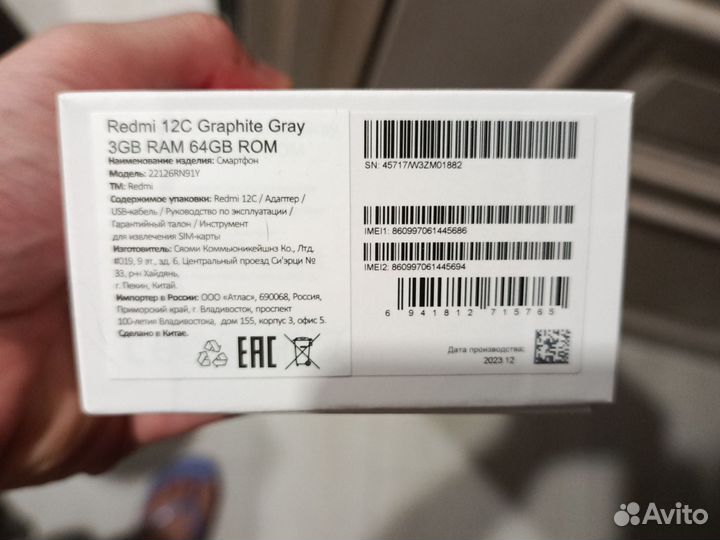 Redmi 12C Graphite Gray
3GB RAM 64GB ROM
Наименование изделия: Смартфон
Модель: 22126RN91Y
ТМ: Redmi
Содержимое упаковки: Redmi 12C / Адаптер /
USB-кабель / Руководство по эксплуатации /
Гарантийный талон / Инструмент
для извлечения SIM-карты
Изготовитель: Сяоми Коммьюникейшнз Ко., Лтд,
#019, 9 эт., зд. 6, Центральный проезд Си'эрци №
33, р-н Хайдянь,
г. Пекин, Китай.
Импортер в России: ООО «Атлас», 690068, Россия,
Приморский край, г. Владивосток, проспект
100-летия Владивостока, дом 155, корпус 3, офис 5.
Сделано в Китае.
EAC
SN: 45717/W3ZM01882
IMEI1: 860997061445686
IMEI2: 860997061445694
6 941812 715765
Дата производства:
2023.12
Avito